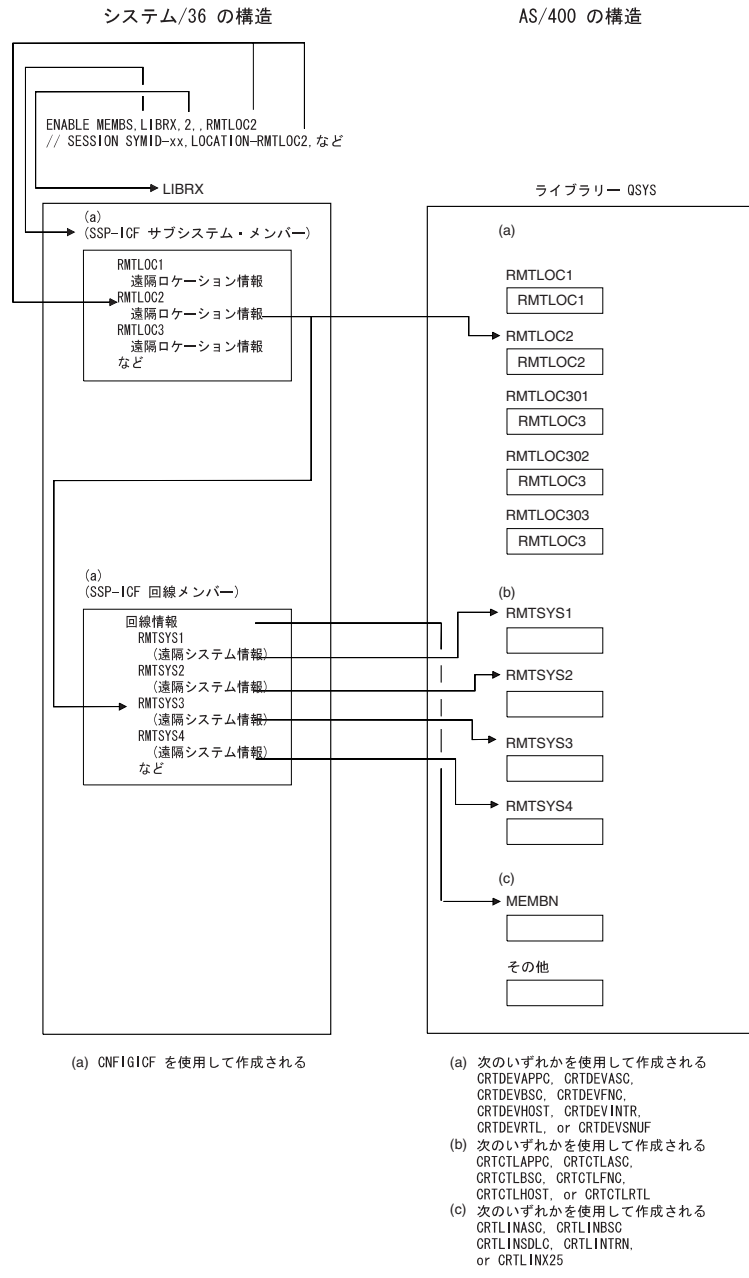 システム/36 の構造
ENABLE MEMBS,LIBRX,2,,RMTLOC2
// SESSION SYMID-xx,LOCATION-RMTLOC2,など
LIBRX
(a)
(SSP-ICF サブシステム・メンバー)
RMTLOC1
遠隔ロケーション情報
RMTLOC2
遠隔ロケーション情報
RMTLOC3
遠隔ロケーション情報
など
(a)
(SSP-ICF 回線メンバー)
回線情報
RMTSYS1
(遠隔システム情報)
RMTSYS2
(遠隔システム情報)
RMTSYS3
(遠隔システム情報)
RMTSYS4
(遠隔システム情報)
など
(a) CNFIGICF を使用して作成される
AS/400 の構造
ライブラリー QSYS
(a)
RMTLOC1
RMTLOC1
RMTLOC2
RMTLOC2
RMTLOC301
RMTLOC3
RMTLOC302
RMTLOC3
RMTLOC303
RMTLOC3
(b)
RMTSYS1
RMTSYS2
RMTSYS3
RMTSYS4
(c)
MEMBN
その他
(a) 次のいずれかを使用して作成される
CRTDEVAPPC, CRTDEVASC,
CRTDEVBSC, CRTDEVFNC,
CRTDEVHOST, CRTDEVINTR,
CRTDEVRTL, or CRTDEVSNUF
(b) 次のいずれかを使用して作成される
CRTCTLAPPC, CRTCTLASC,
CRTCTLBSC, CRTCTLFNC,
CRTCTLHOST, or CRTCTLRTL
(c) 次のいずれかを使用して作成される
CRTLINASC, CRTLINBSC
CRTLINSDLC, CRTLINTRN,
or CRTLINX25